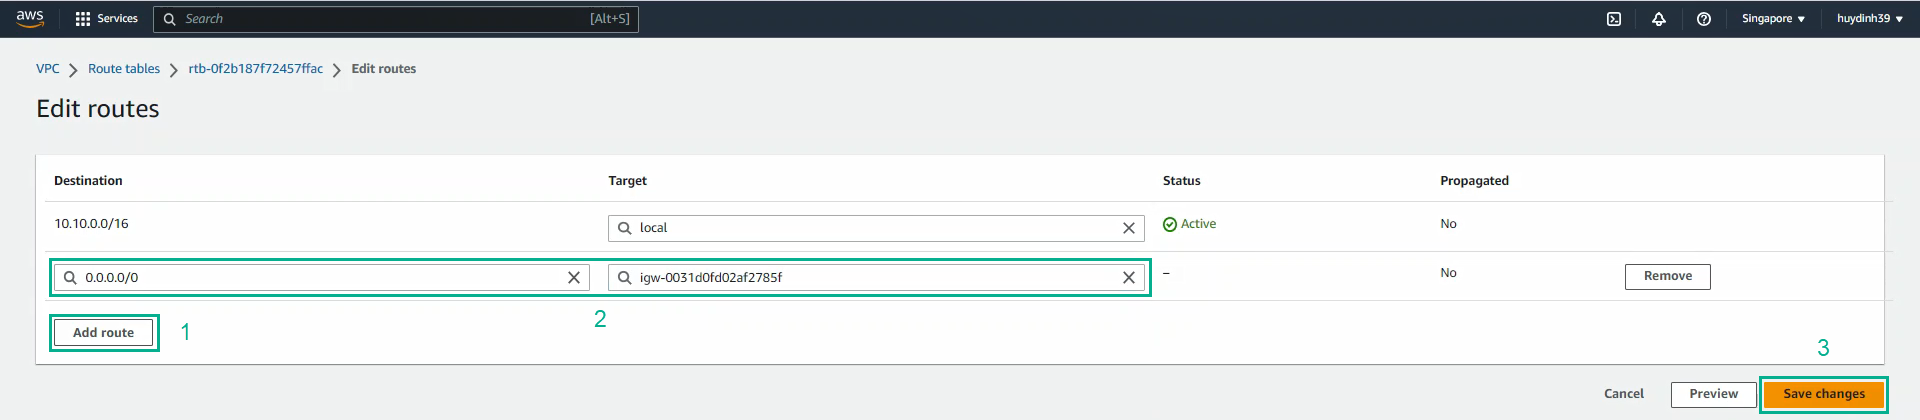 aws Services Search [Alt+S] Singapore huydinh39
VPC Route tables rtb-0f2b187f72457ffac Edit routes
Edit routes
Destination Target Status Propagated
10.10.0.0/16 local Active No
0.0.0.0/0 igw-0031d0fd02af2785f – No Remove
Add route 1 2
3
Cancel Preview Save changes